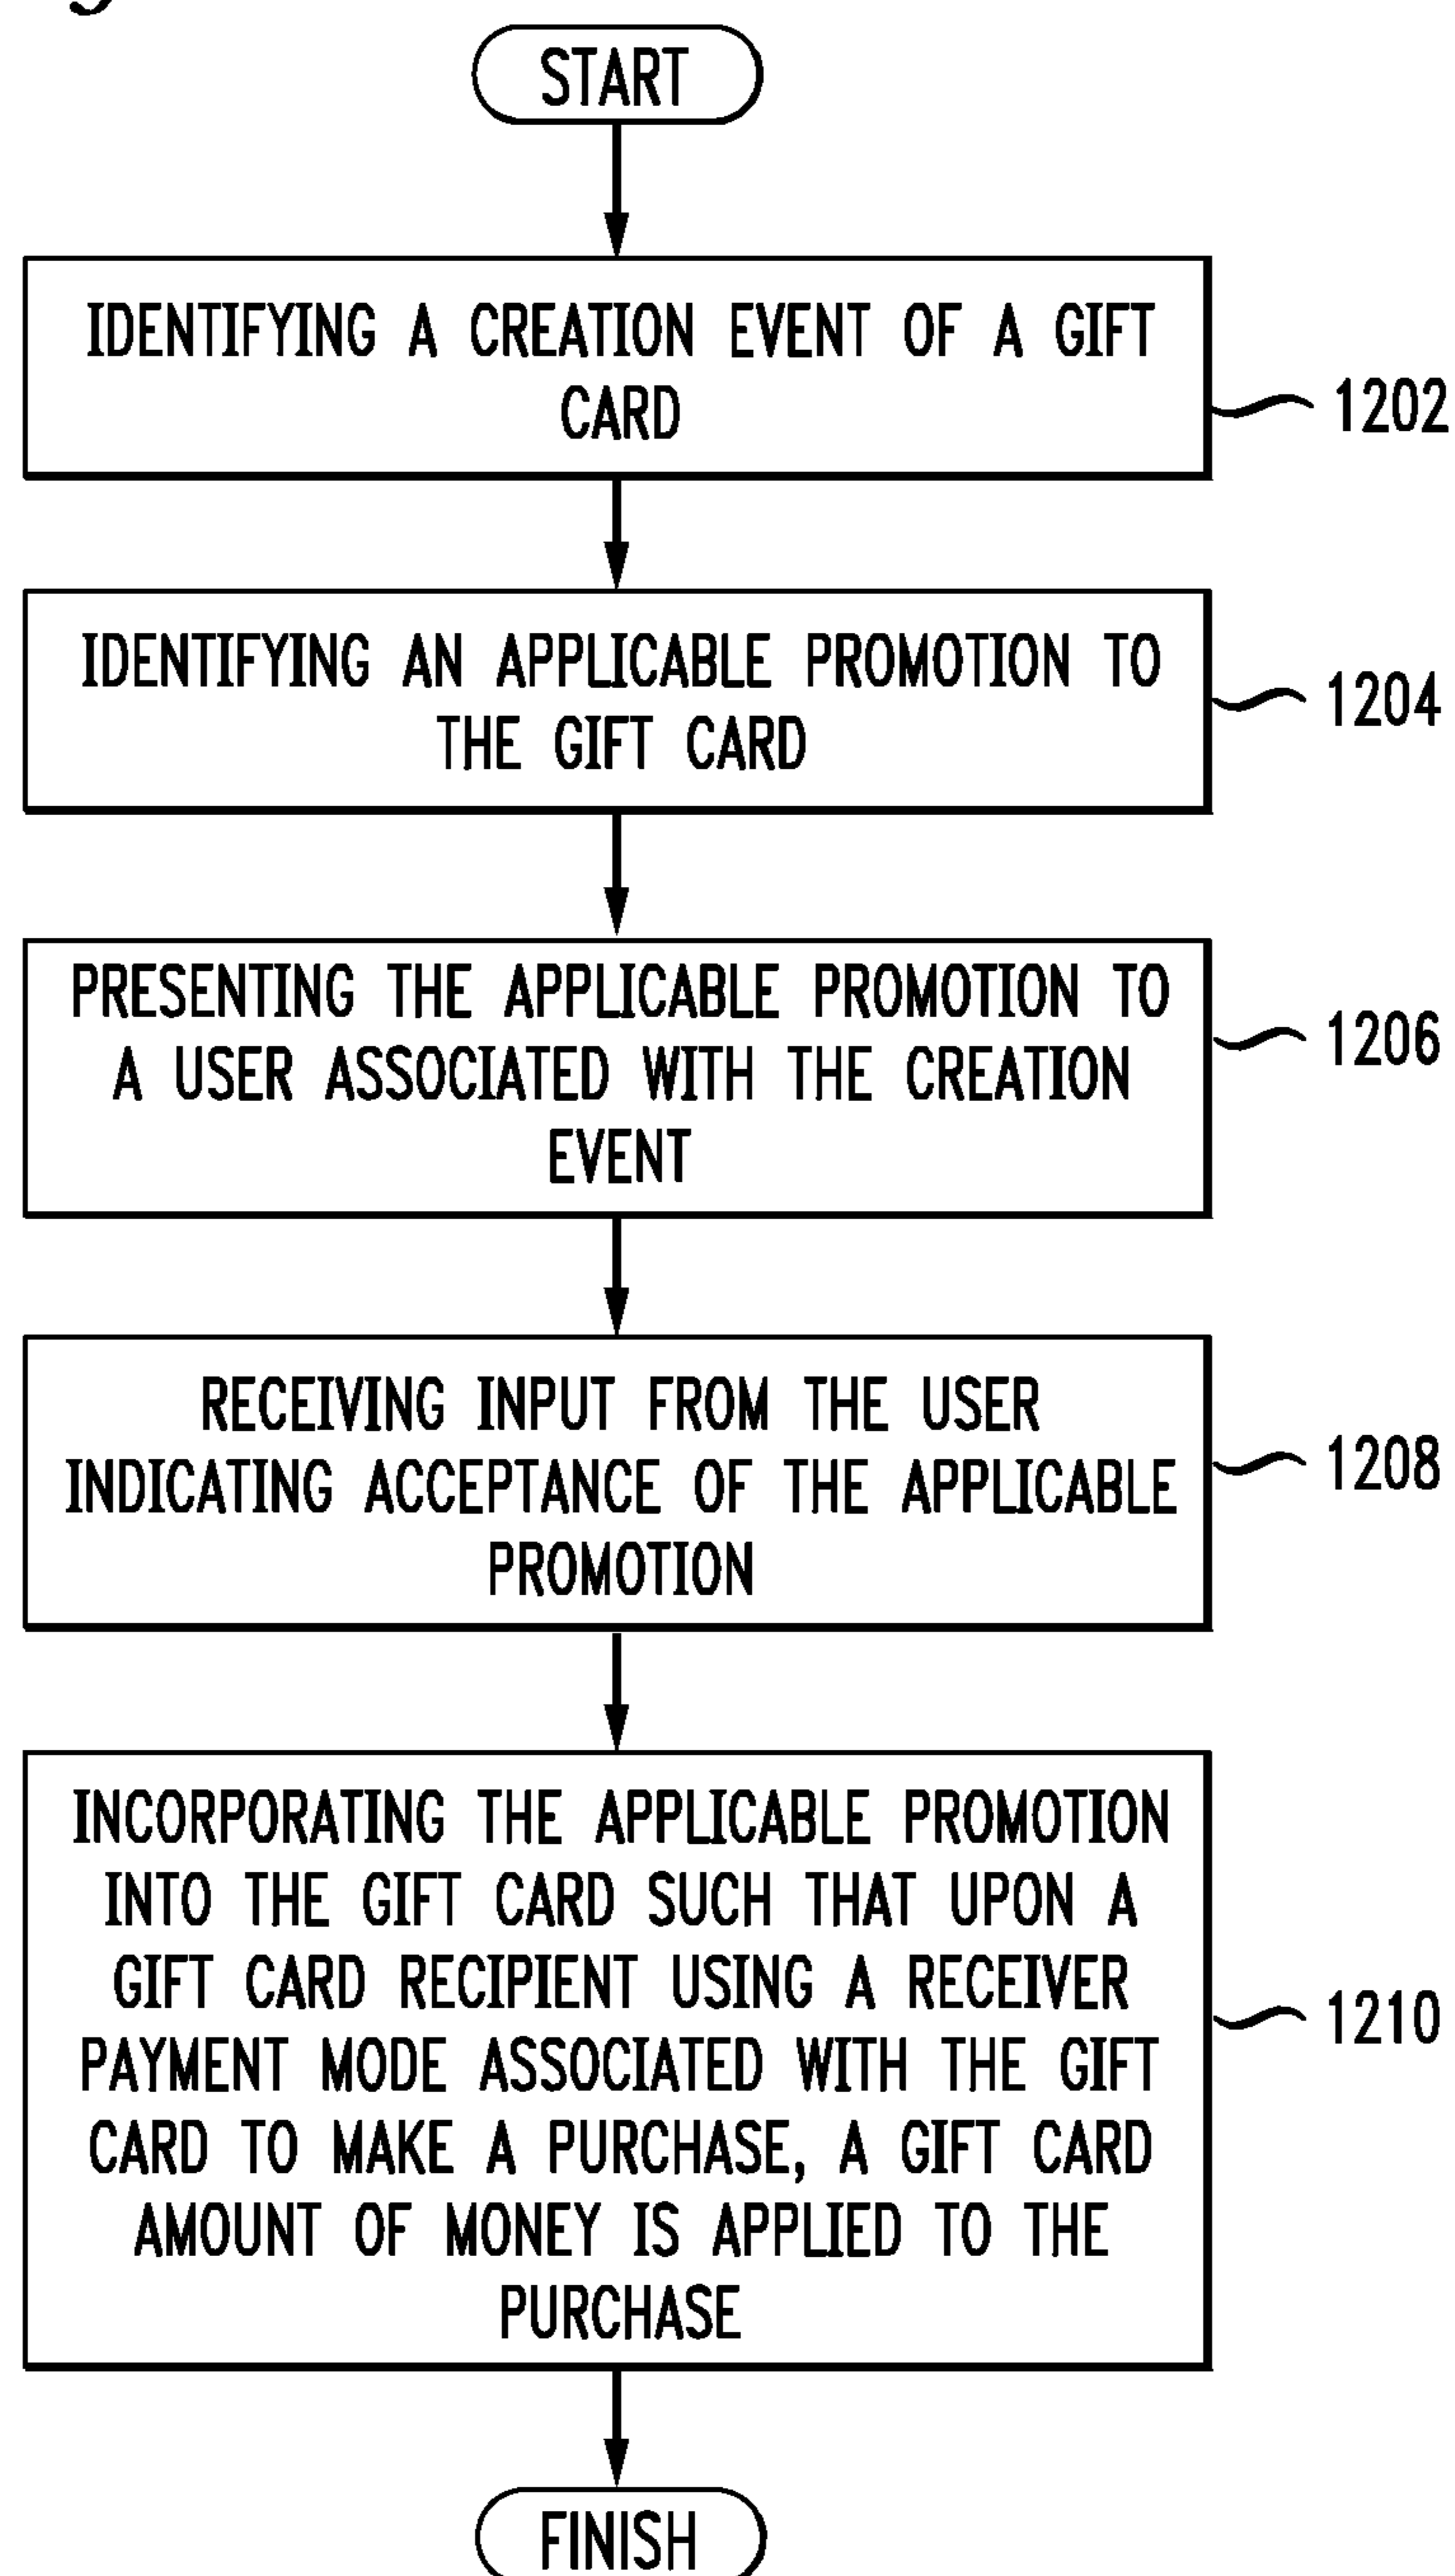 START
IDENTIFYING A CREATION EVENT OF A GIFT
CARD
1202
IDENTIFYING AN APPLICABLE PROMOTION TO
THE GIFT CARD
1204
PRESENTING THE APPLICABLE PROMOTION TO
A USER ASSOCIATED WITH THE CREATION
EVENT
1206
RECEIVING INPUT FROM THE USER
INDICATING ACCEPTANCE OF THE APPLICABLE
PROMOTION
1208
INCORPORATING THE APPLICABLE PROMOTION
INTO THE GIFT CARD SUCH THAT UPON A
GIFT CARD RECIPIENT USING A RECEIVER
PAYMENT MODE ASSOCIATED WITH THE GIFT
CARD TO MAKE A PURCHASE, A GIFT CARD
AMOUNT OF MONEY IS APPLIED TO THE
PURCHASE
1210
FINISH